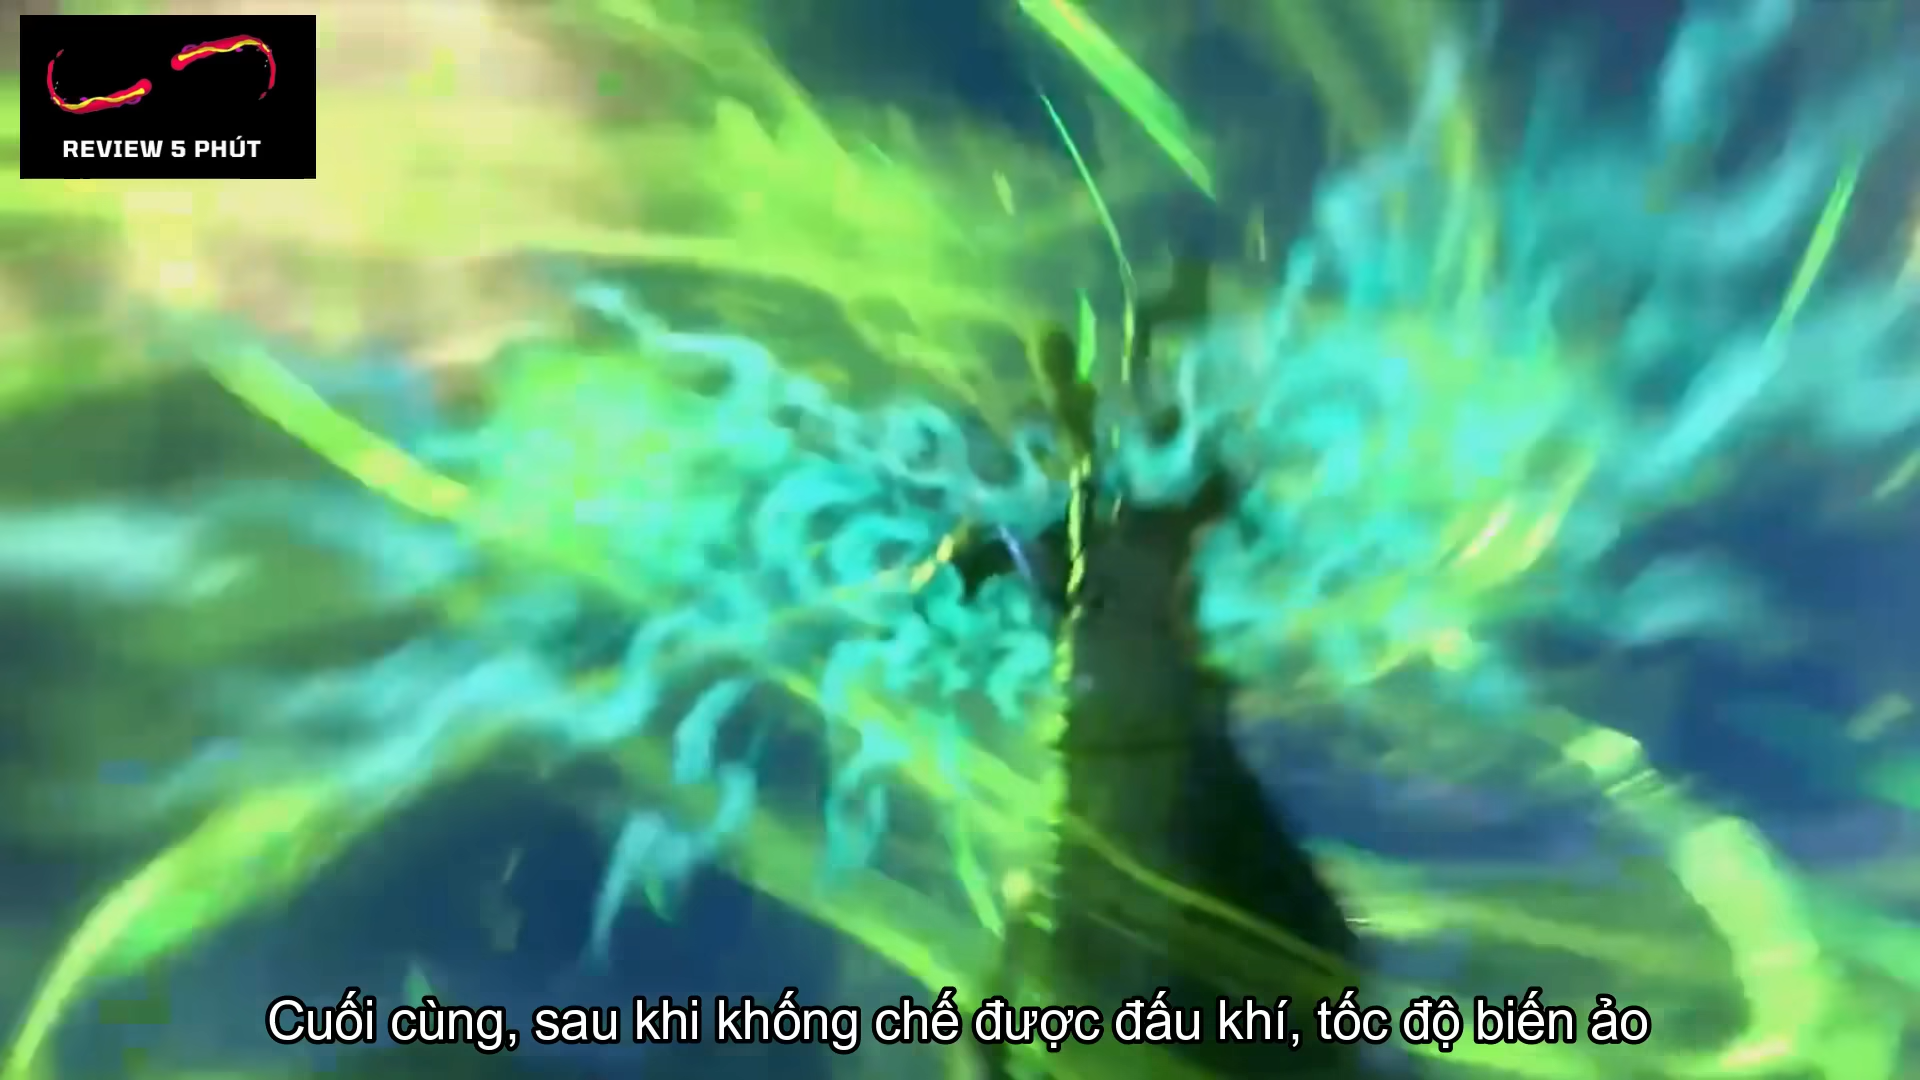 REVIEW 5 PHÚT
Cuối cùng, sau khi khống chế được đấu khí, tốc độ biến ảo